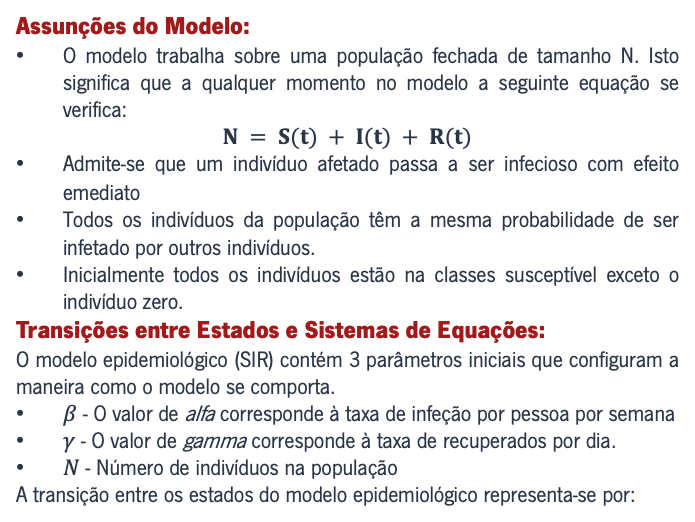 Assunções do Modelo:
• O modelo trabalha sobre uma população fechada de tamanho N. Isto
significa que a qualquer momento no modelo a seguinte equação se
verifica:
N = S(t) + I(t) + R(t)
• Admite-se que um indivíduo afetado passa a ser infecioso com efeito
emediato
• Todos os indivíduos da população têm a mesma probabilidade de ser
infetado por outros indivíduos.
• Inicialmente todos os indivíduos estão na classes susceptível exceto o
indivíduo zero.
Transições entre Estados e Sistemas de Equações:
O modelo epidemiológico (SIR) contém 3 parâmetros iniciais que configuram a
maneira como o modelo se comporta.
• β - O valor de alfa corresponde à taxa de infeção por pessoa por semana
• γ - O valor de gamma corresponde à taxa de recuperados por dia.
• N - Número de indivíduos na população
A transição entre os estados do modelo epidemiológico representa-se por: